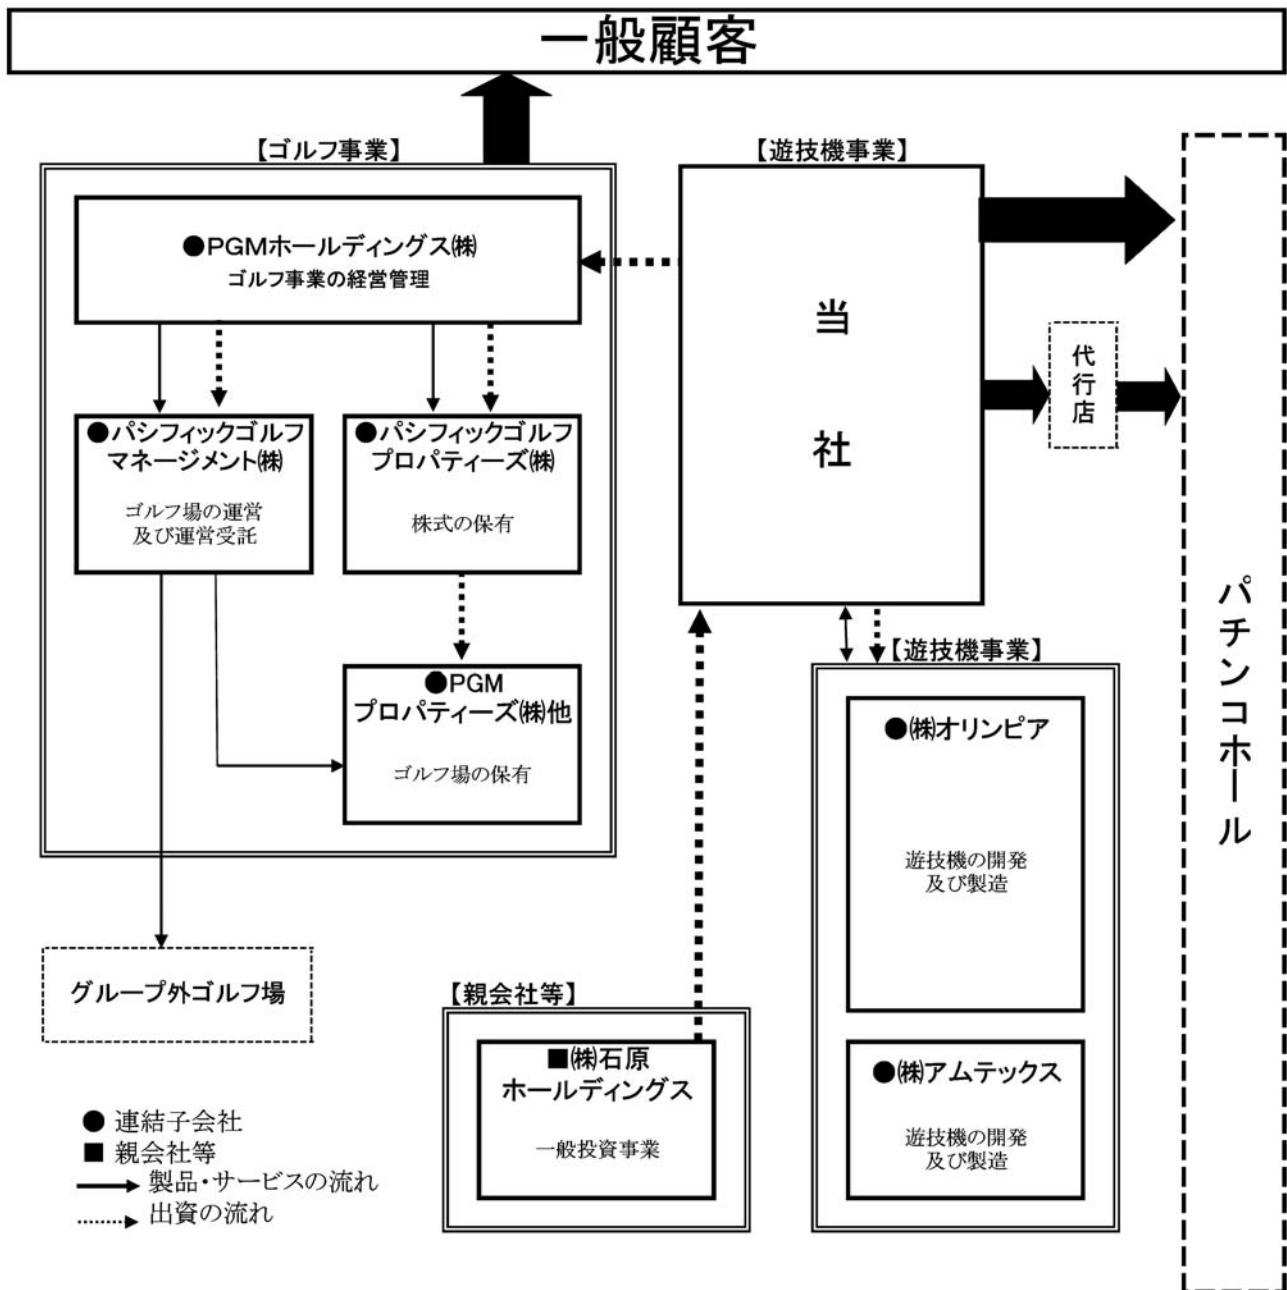 一般顧客
【ゴルフ事業】
●PGMホールディングス㈱
ゴルフ事業の経営管理
●パシフィックゴルフ
マネージメント㈱
ゴルフ場の運営
及び運営受託
●パシフィックゴルフ
プロパティーズ㈱
株式の保有
●PGM
プロパティーズ㈱他
ゴルフ場の保有
グループ外ゴルフ場
【遊技機事業】
当社
代行店
パチンコホール
【遊技機事業】
●㈱オリンピア
遊技機の開発
及び製造
●㈱アムテックス
遊技機の開発
及び製造
【親会社等】
■㈱石原
ホールディングス
一般投資事業
● 連結子会社
■ 親会社等
製品・サービスの流れ
出資の流れ